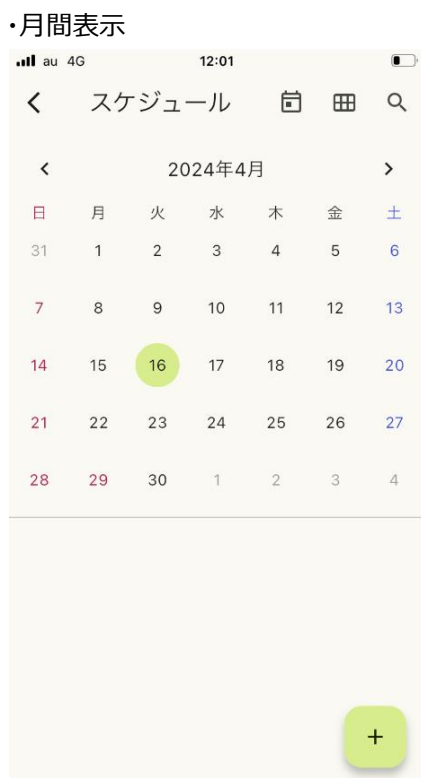 ・月間表示
au 4G 12:01
スケジュール
2024年4月
日 月 火 水 木 金 土
31 1 2 3 4 5 6
7 8 9 10 11 12 13
14 15 16 17 18 19 20
21 22 23 24 25 26 27
28 29 30 1 2 3 4
+